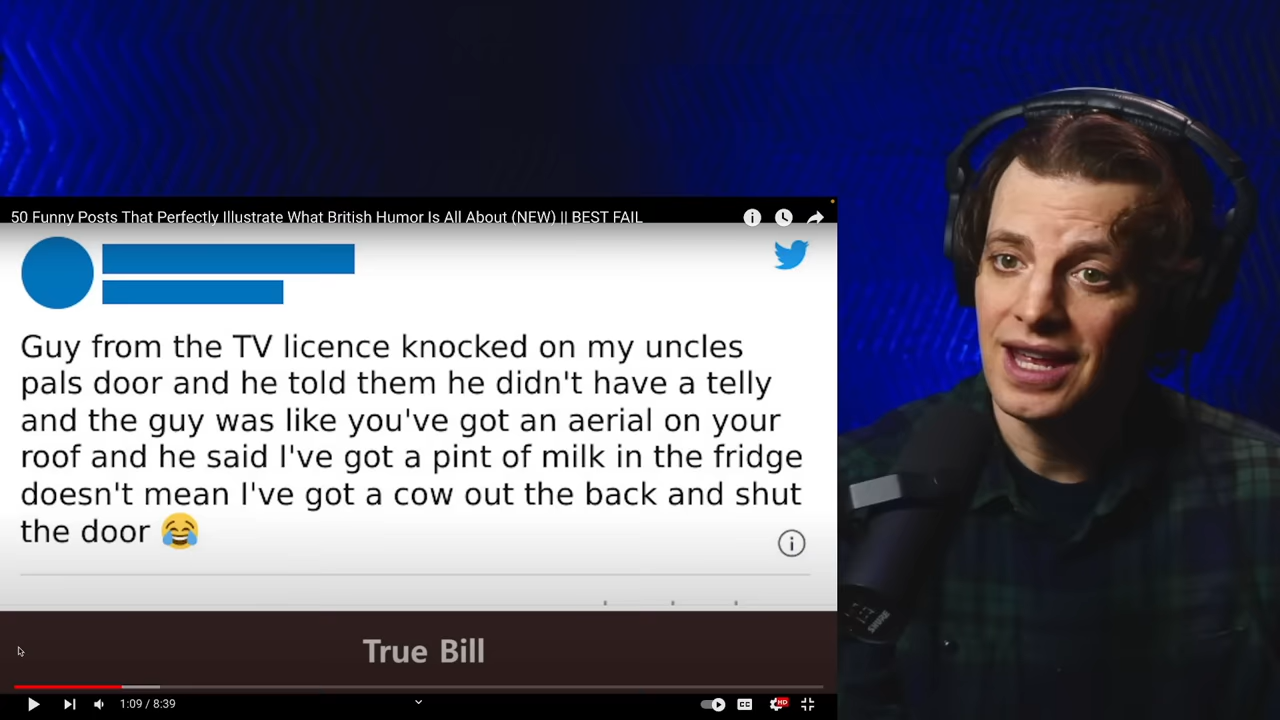 50 Funny Posts That Perfectly Illustrate What British Humor Is All About (NEW) || BEST FAIL
Guy from the TV licence knocked on my uncles
pals door and he told them he didn't have a telly
and the guy was like you've got an aerial on your
roof and he said I've got a pint of milk in the fridge
doesn't mean I've got a cow out the back and shut
the door 😂
True Bill
1:09 / 8:39
CC
HD